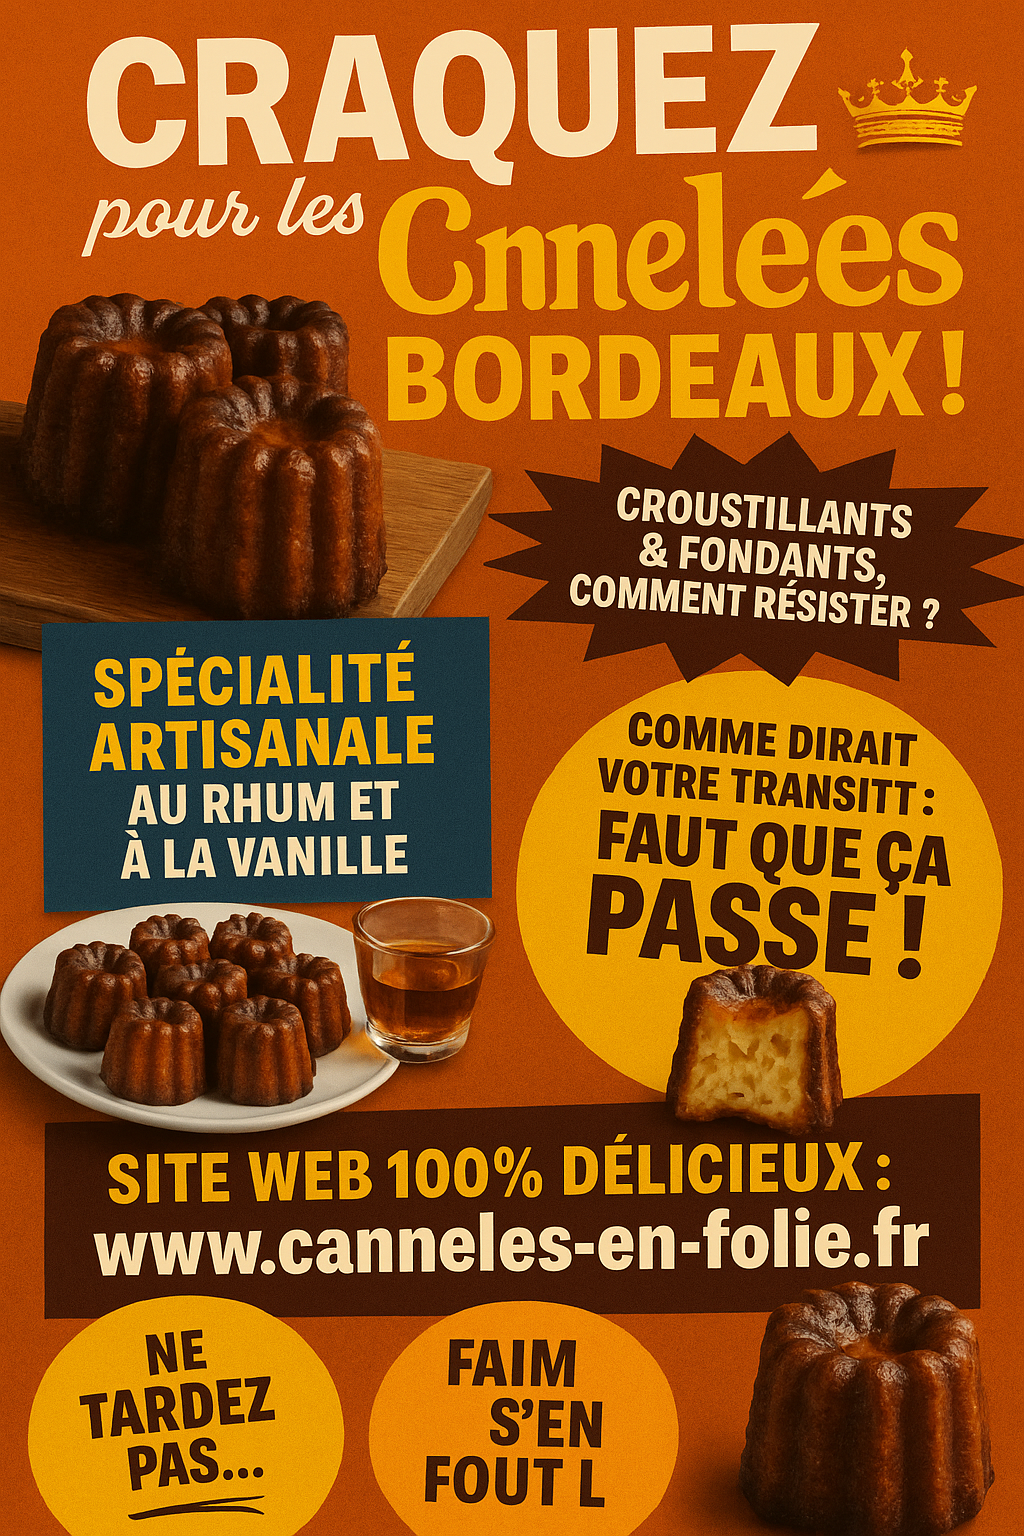 CRAQUEZ
pour les Cnneleés
BORDEAUX !
CROUSTILLANTS
& FONDANTS,
COMMENT RÉSISTER ?
SPÉCIALITÉ
ARTISANALE
AU RHUM ET
À LA VANILLE
COMME DIRAIT
VOTRE TRANSITT :
FAUT QUE ÇA
PASSE !
SITE WEB 100% DÉLICIEUX :
www.canneles-en-folie.fr
NE
TARDEZ
PAS...
FAIM
S'EN
FOUT L